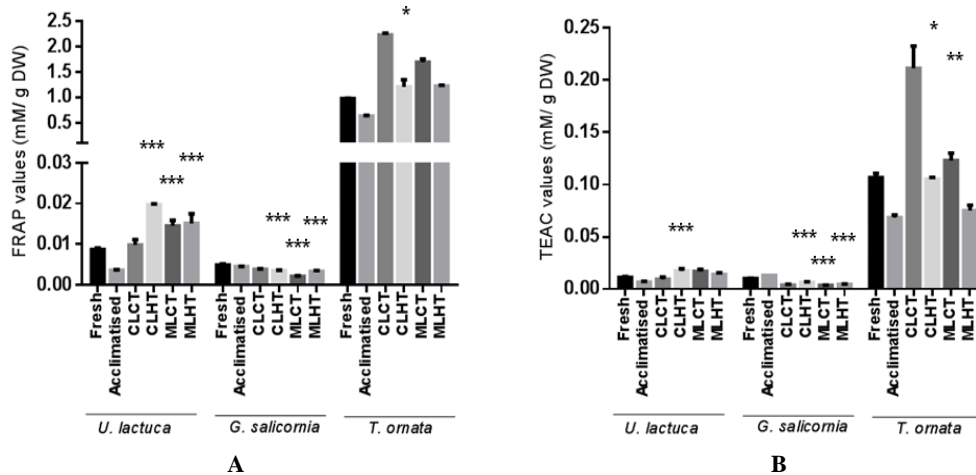 FRAP values (mM/ g DW)
2.5
2.0
1.5
1.0
0.5
0.03
0.02
0.01
0.00
***
***
***
***
***
***
*
Fresh
Acclimatised
CLCT
CLHT
MLCT
MLHT
Fresh
Acclimatised
CLCT
CLHT
MLCT
MLHT
Fresh
Acclimatised
CLCT
CLHT
MLCT
MLHT
U. lactuca
G. salicornia
T. ornata
A
TEAC values (mM/ g DW)
0.25
0.20
0.15
0.10
0.05
0.00
***
***
***
***
*
**
Fresh
Acclimatised
CLCT
CLHT
MLCT
MLHT
Fresh
Acclimatised
CLCT
CLHT
MLCT
MLHT
Fresh
Acclimatised
CLCT
CLHT
MLCT
MLHT
U. lactuca
G. salicornia
T. ornata
B